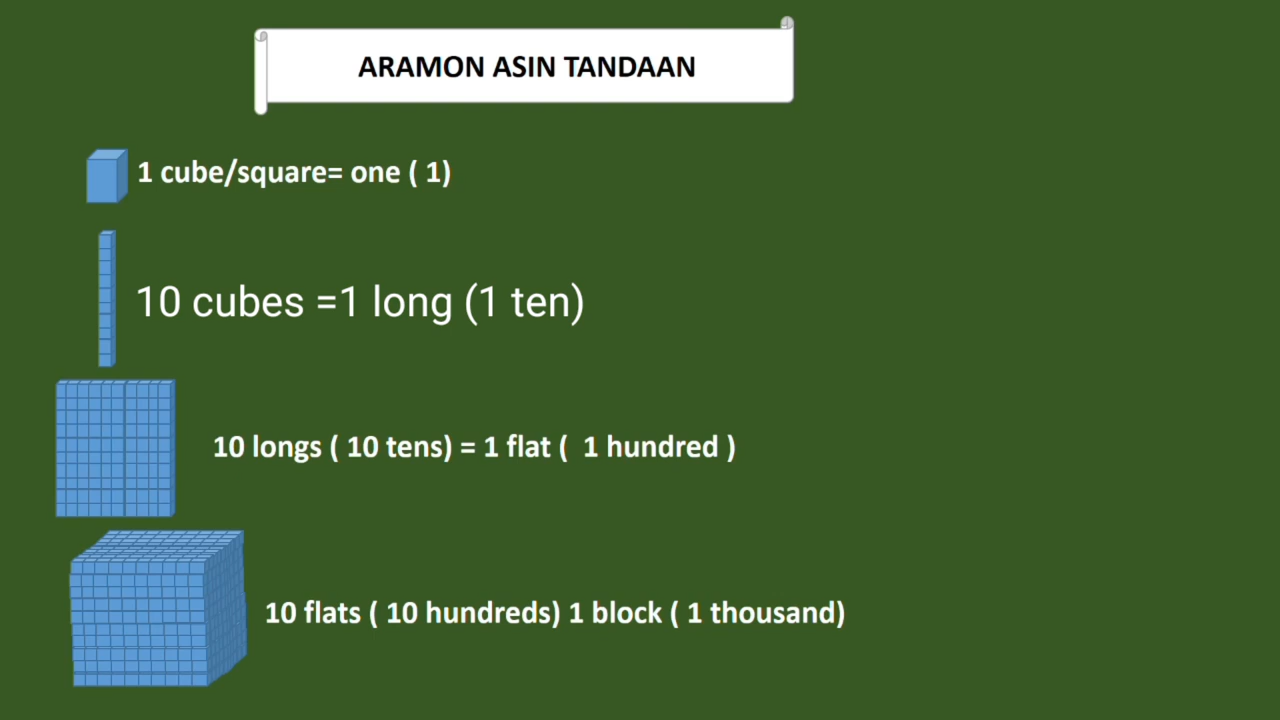 ARAMON ASIN TANDAAN
1 cube/square= one ( 1)
10 cubes =1 long (1 ten)
10 longs ( 10 tens) = 1 flat (  1 hundred )
10 flats ( 10 hundreds) 1 block ( 1 thousand)